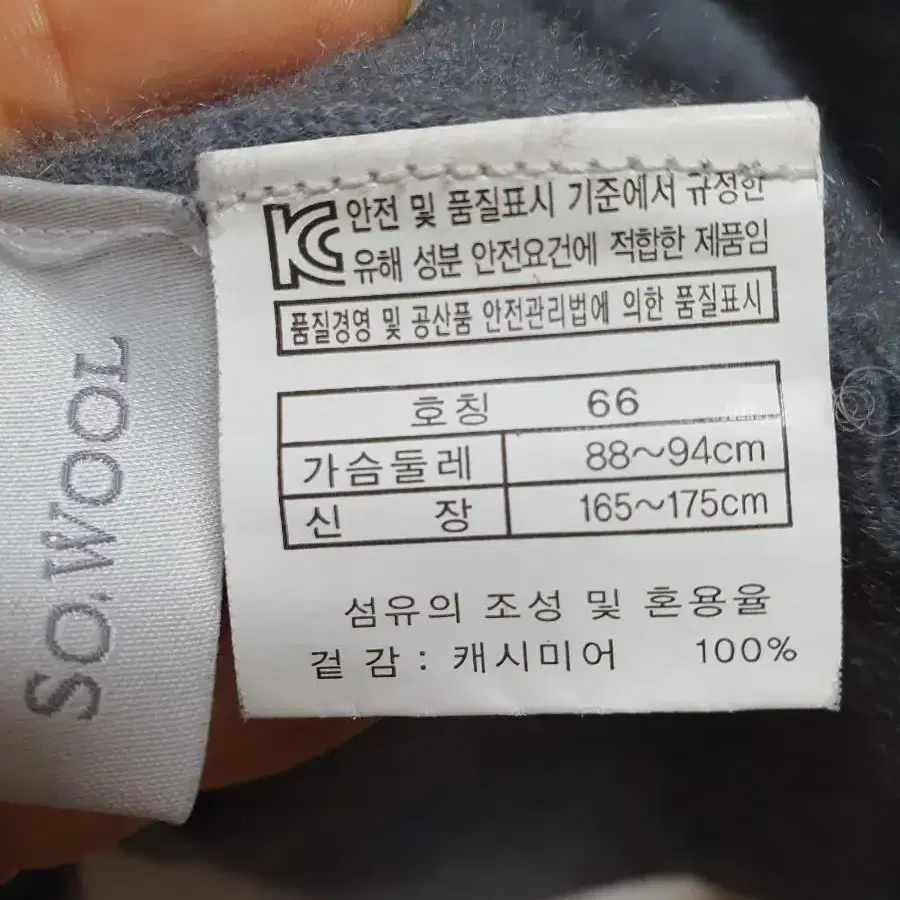 KC 안전 및 품질표시 기준에서 규정한
유해 성분 안전요건에 적합한 제품임
품질경영 및 공산품 안전관리법에 의한 품질표시
호칭 66
가슴둘레 88~94cm
신 장 165~175cm
섬유의 조성 및 혼용율
겉감 : 캐시미어 100%
SO.WOOL